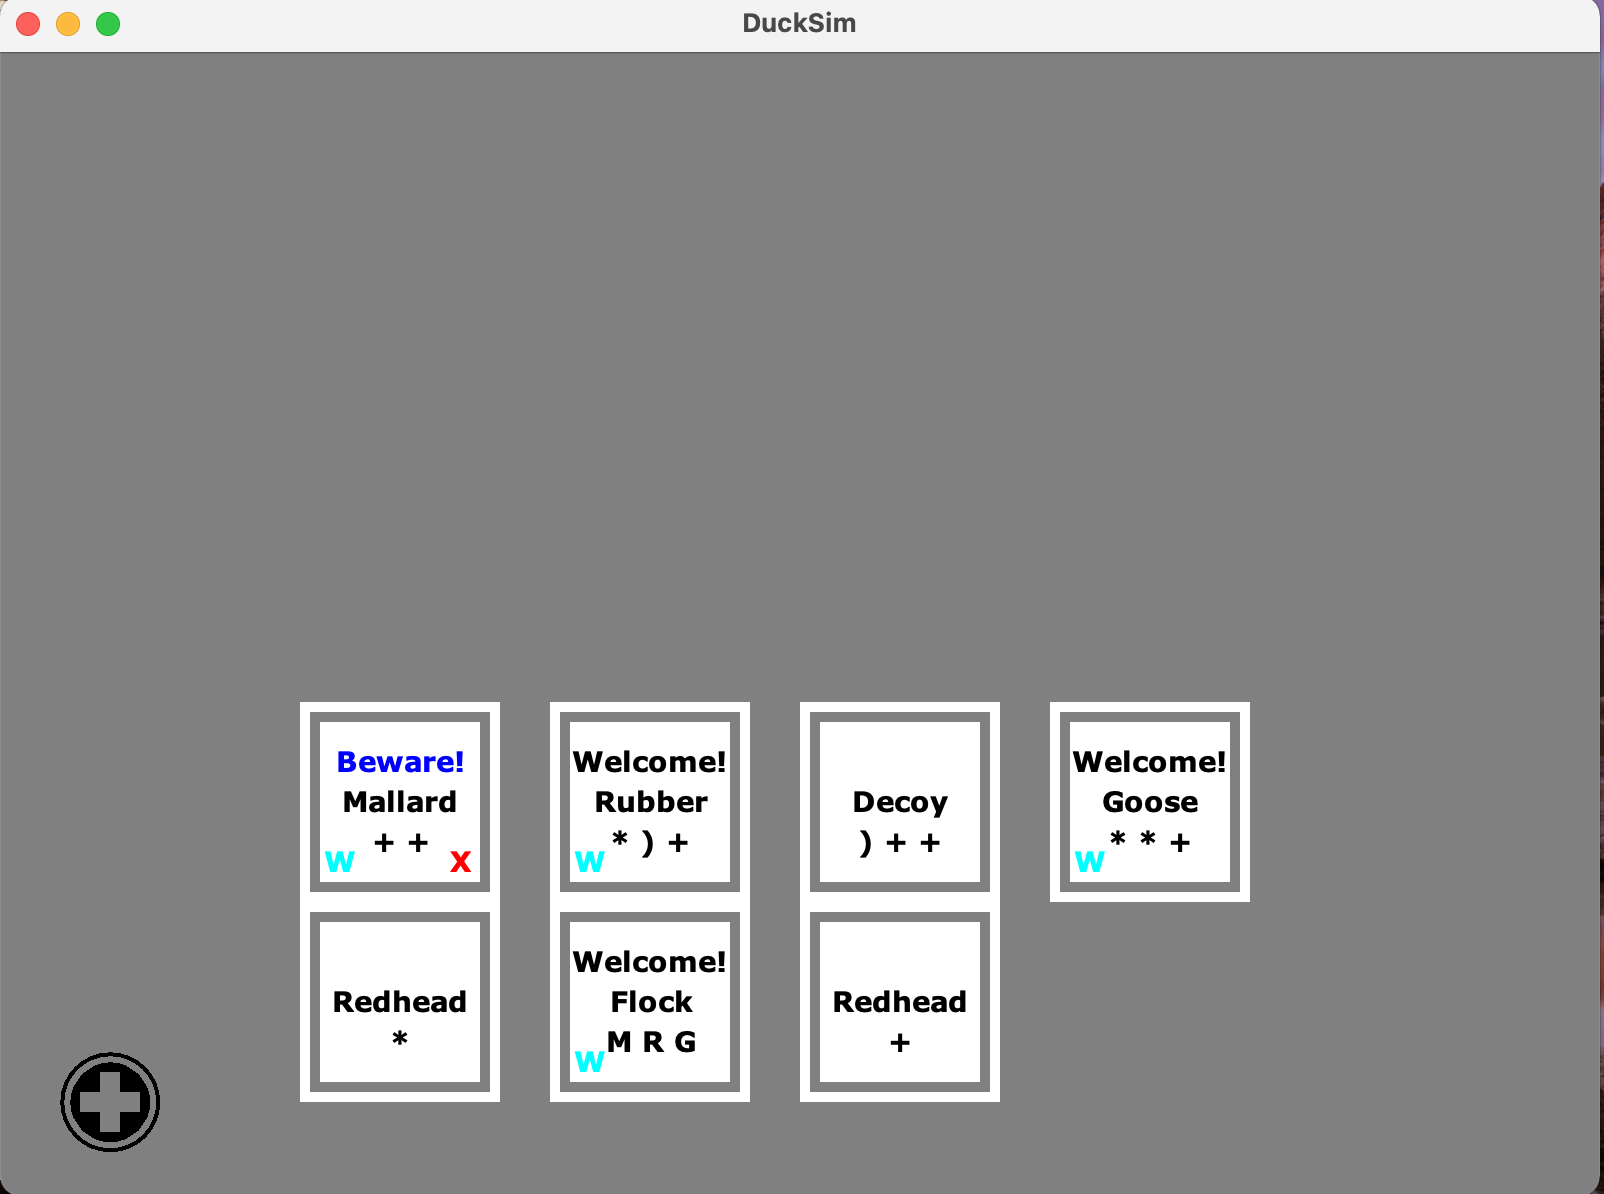 DuckSim
Beware!
Mallard
+ +
W
X
Welcome!
Rubber
* ) +
W
Decoy
) + +
Welcome!
Goose
* * +
W
Redhead
*
Welcome!
Flock
M R G
W
Redhead
+